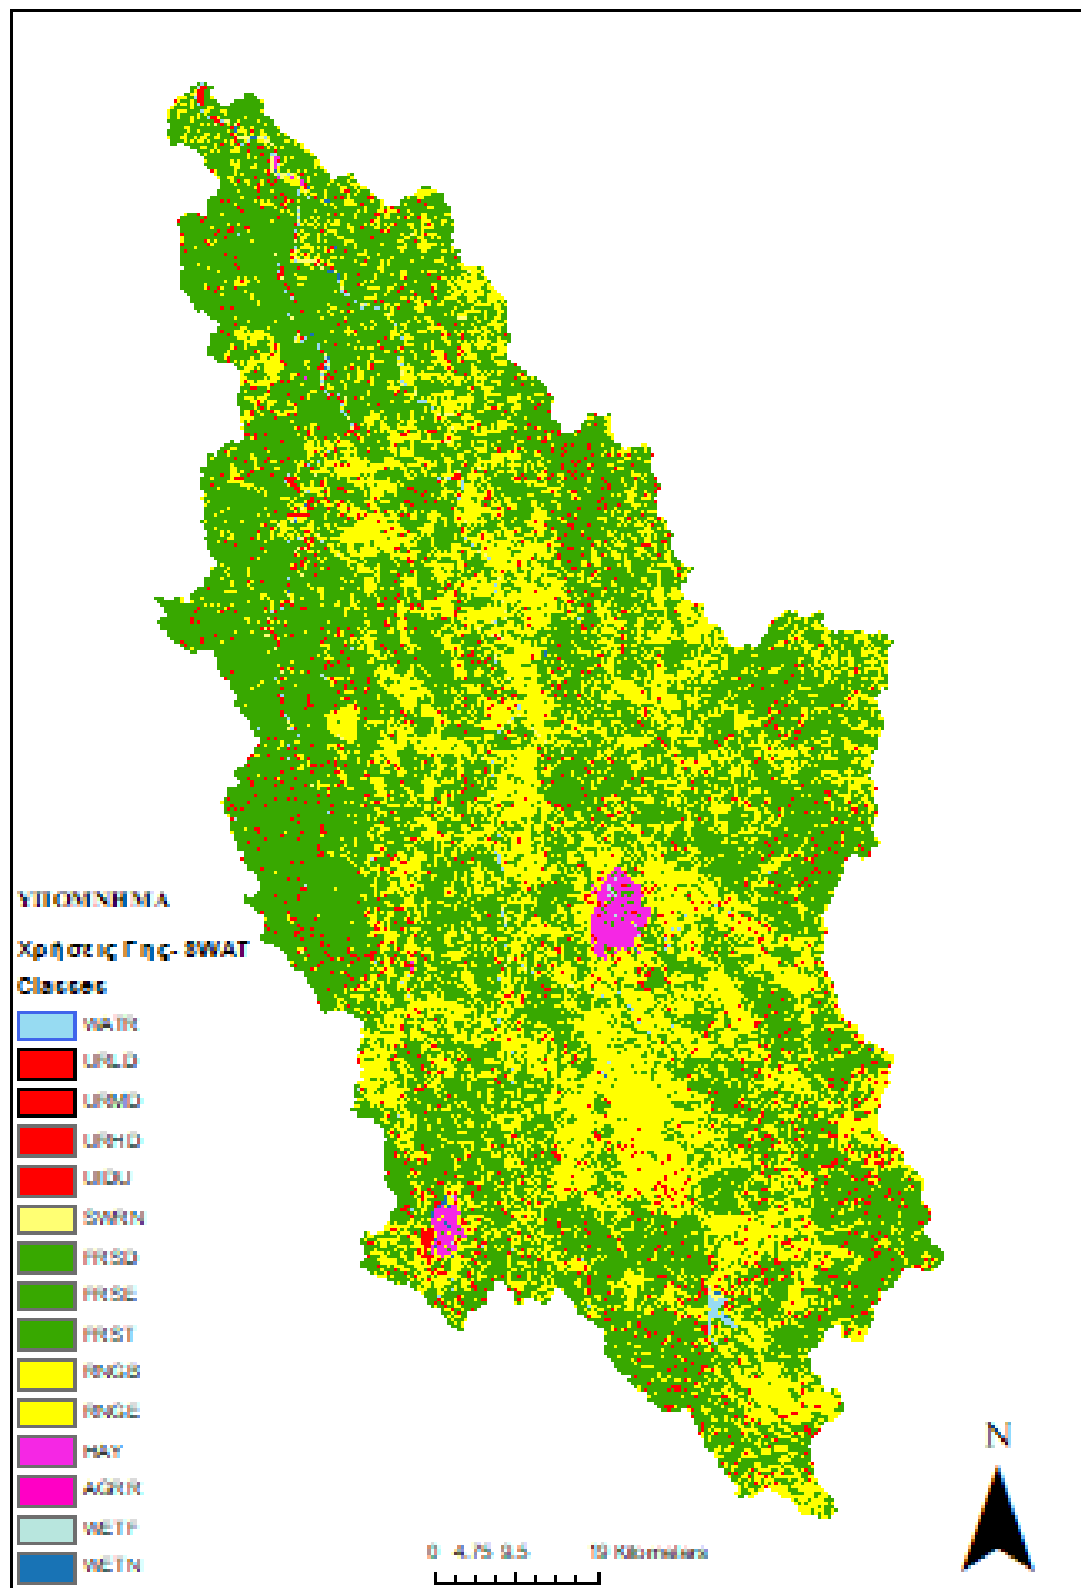 ΥΠΟΜΝΗΜΑ
Χρήσεις Γης- SWAT
Classes
WATR
URLD
URMD
URHD
UIDU
SWRN
FRSD
FRSE
FRST
RNGB
RNGE
HAY
AGRR
WETF
WETN
N
0 4.75 9.5 19 Kilometers